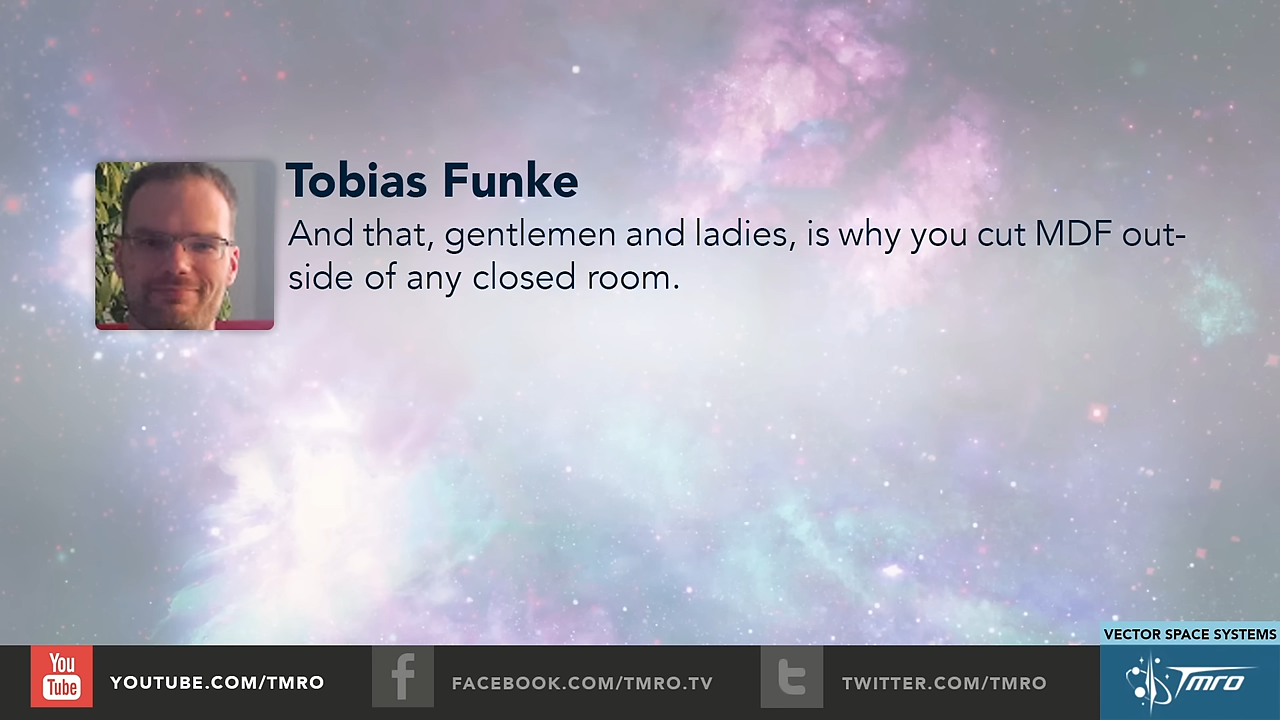 Tobias Funke
And that, gentlemen and ladies, is why you cut MDF out-
side of any closed room.
VECTOR SPACE SYSTEMS
You
Tube
YOUTUBE.COM/TMRO
FACEBOOK.COM/TMRO.TV
TWITTER.COM/TMRO
Tmro